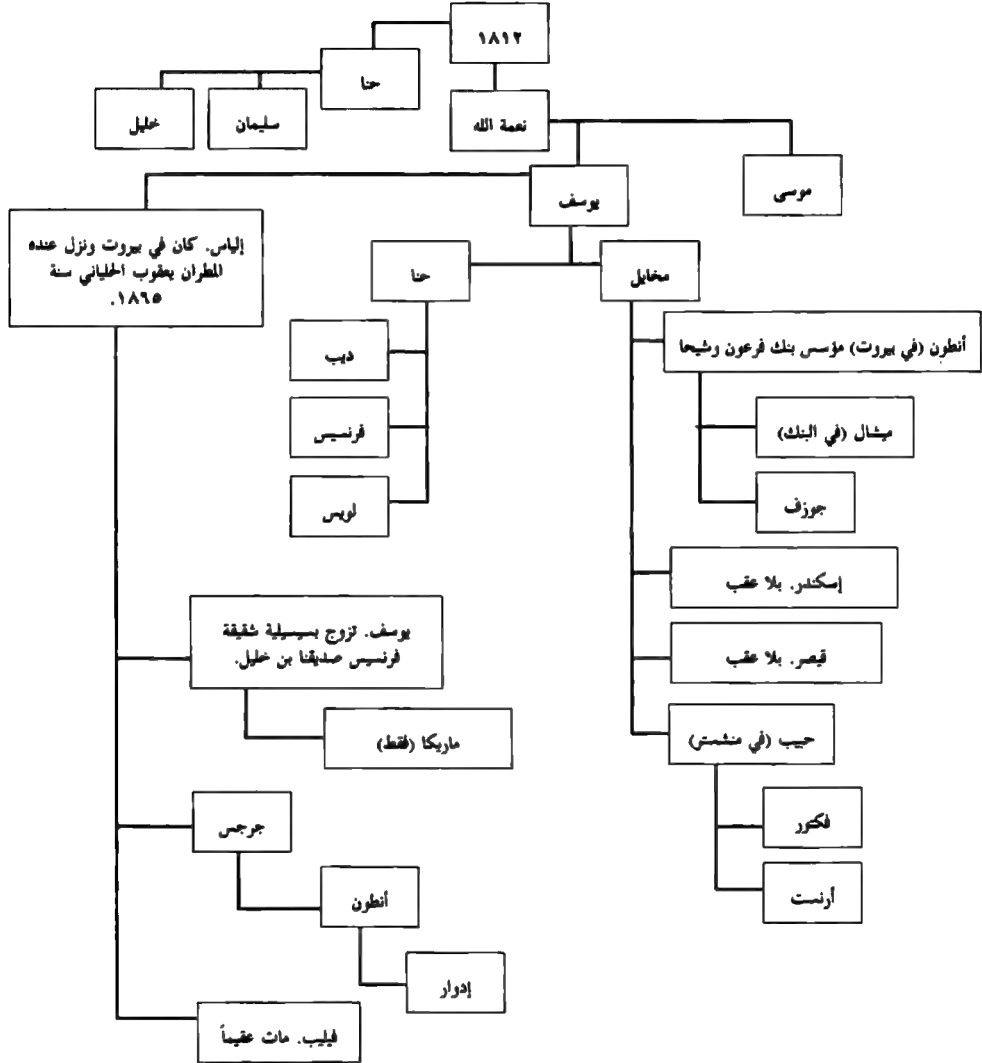 ١٨١٢
حنا
خليل
سليمان
نعمة الله
موسى
يوسف
إلياس. كان في بيروت ونزل عنده
المطران يعقوب الحلياني سنة
١٨٦٥.
حنا
مخايل
ديب
فرنسيس
لويس
أنطون (في بيروت) مؤسس بنك فرعون وشيحا
ميشال (في البنك)
جوزف
إسكندر. بلا عقب
قيصر. بلا عقب
حبيب (في منشستر)
فكتور
أرنست
يوسف. تزوج بسيسيلية شقيقة
فرنسيس صديقنا بن خليل.
ماريكا (فقط)
جرجس
أنطون
إدوار
فيليب. مات عقيماً